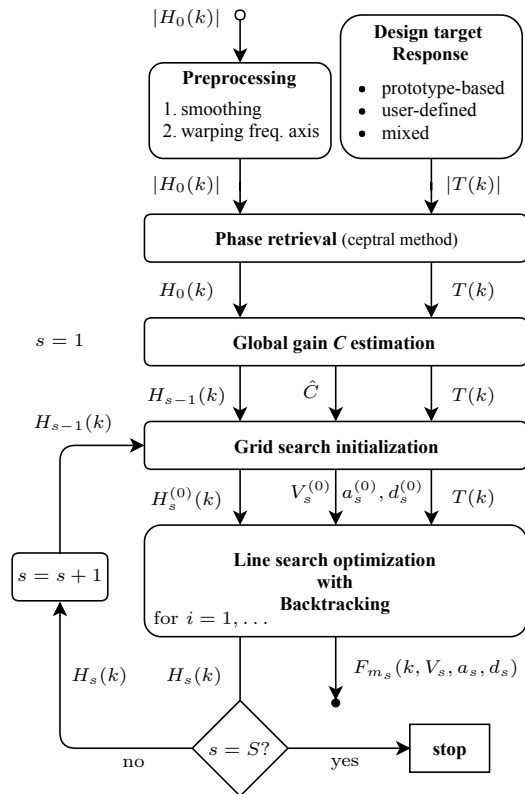 |H_0(k)|
Preprocessing
1. smoothing
2. warping freq. axis
Design target
Response
• prototype-based
• user-defined
• mixed
|H_0(k)|
|T(k)|
Phase retrieval (ceptral method)
H_0(k)
T(k)
s = 1
Global gain C estimation
H_{s−1}(k)
Ĉ
T(k)
H_{s−1}(k)
Grid search initialization
H_s^{(0)}(k)
V_s^{(0)} a_s^{(0)}, d_s^{(0)}
T(k)
Line search optimization
with
Backtracking
for i = 1, . . .
s = s + 1
H_s(k)
H_s(k)
F_{m_s}(k, V_s, a_s, d_s)
s = S?
no
yes
stop